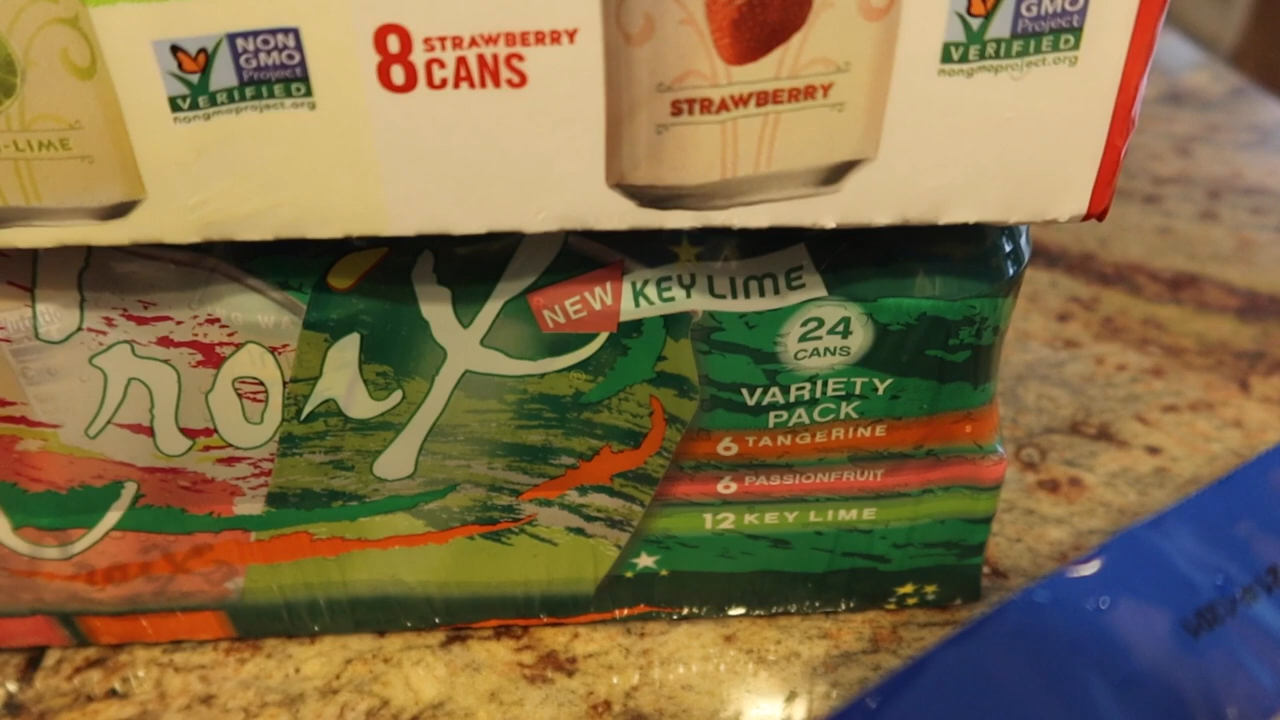 NON
GMO
Project
VERIFIED
nongmoproject.org
8 STRAWBERRY
CANS
STRAWBERRY
GMO
Project
VERIFIED
nongmoproject.org
-LIME
NEW KEY LIME
24
CANS
VARIETY
PACK
6 TANGERINE
6 PASSIONFRUIT
12 KEY LIME
roix